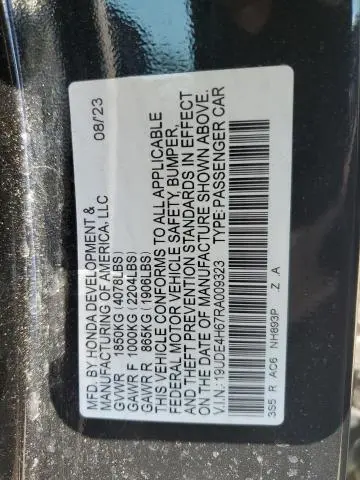 MFD. BY HONDA DEVELOPMENT & 08/23
MANUFACTURING OF AMERICA, LLC
GVWR 1850KG (4078LBS)
GAWR F 1000KG (2204LBS)
GAWR R 865KG (1906LBS)
THIS VEHICLE CONFORMS TO ALL APPLICABLE
FEDERAL MOTOR VEHICLE SAFETY, BUMPER,
AND THEFT PREVENTION STANDARDS IN EFFECT
ON THE DATE OF MANUFACTURE SHOWN ABOVE.
V.I.N.: 19UDE4H67RA009323 TYPE: PASSENGER CAR
3S5 R AC6 NH893P Z A